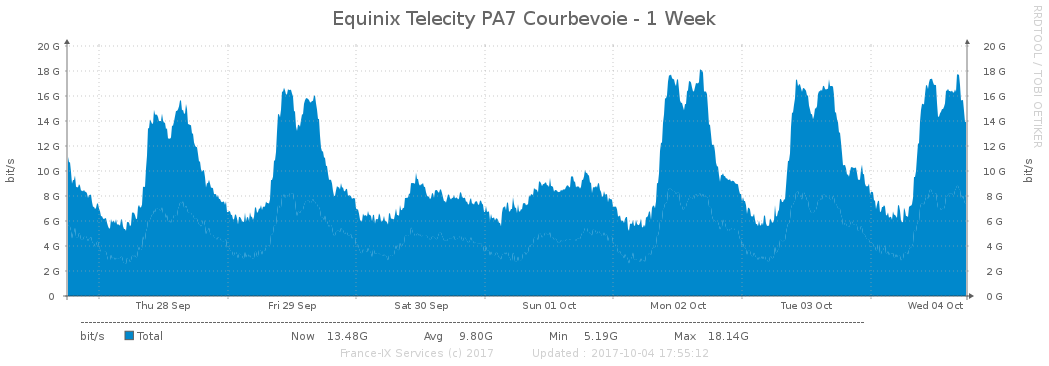 Equinix Telecity PA7 Courbevoie - 1 Week
RRDTOOL / TOBI OETIKER
bit/s
20 G 20 G
18 G 18 G
16 G 16 G
14 G 14 G
12 G 12 G
10 G 10 G
8 G 8 G
6 G 6 G
4 G 4 G
2 G 2 G
0 0 G
bit/s
Thu 28 Sep Fri 29 Sep Sat 30 Sep Sun 01 Oct Mon 02 Oct Tue 03 Oct Wed 04 Oct
bit/s Total Now 13.48G Avg 9.80G Min 5.19G Max 18.14G
France-IX Services (c) 2017 Updated : 2017-10-04 17:55:12